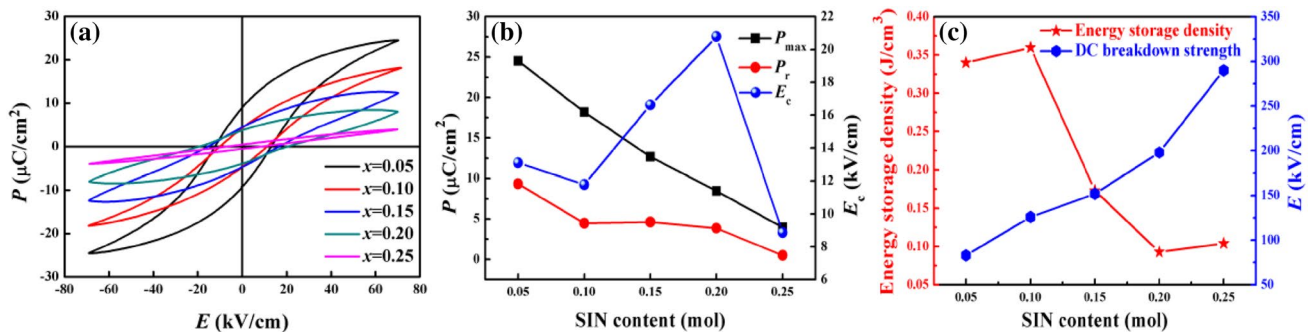 (a)
P (μC/cm²)
30
20
10
0
-10
-20
-30
x=0.05
x=0.10
x=0.15
x=0.20
x=0.25
-80 -60 -40 -20 0 20 40 60 80
E (kV/cm)
(b)
P (μC/cm²)
30
25
20
15
10
5
0
Pmax
Pr
Ec
22
20
18
16
14
12
10
8
6
Ec (kV/cm)
0.05 0.10 0.15 0.20 0.25
SIN content (mol)
(c)
Energy storage density (J/cm³)
0.40
0.35
0.30
0.25
0.20
0.15
0.10
0.05
Energy storage density
DC breakdown strength
350
300
250
200
150
100
50
E (kV/cm)
0.05 0.10 0.15 0.20 0.25
SIN content (mol)